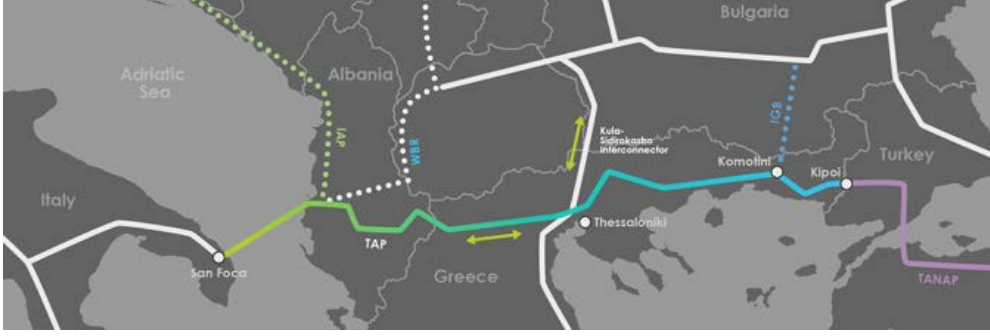 Bulgaria
Adriatic
Sea
Albania
IAP
WBR
IGB
Kula-
Sidirokastro
Interconnector
Komotini
Kipoi
Turkey
Italy
Thessaloniki
TAP
San Foca
Greece
TANAP